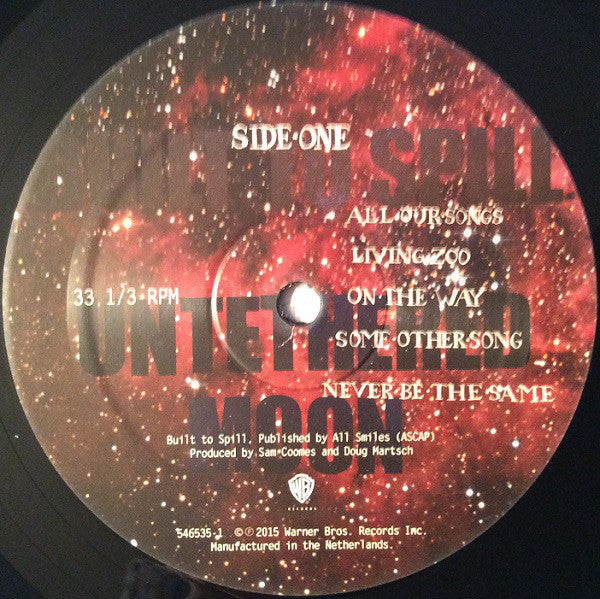 SIDE·ONE
BUILT TO SPILL
ALL·OUR·SONGS
LIVING·ZOO
33 1/3 RPM
ON·THE·WAY
UNTETHERED
SOME·OTHER·SONG
NEVER·BE·THE·SAME
MOON
Built to Spill, Published by All Smiles (ASCAP)
Produced by Sam Coomes and Doug Martsch
WB
RECORDS
546535-1 ©℗2015 Warner Bros. Records Inc.
Manufactured in the Netherlands.